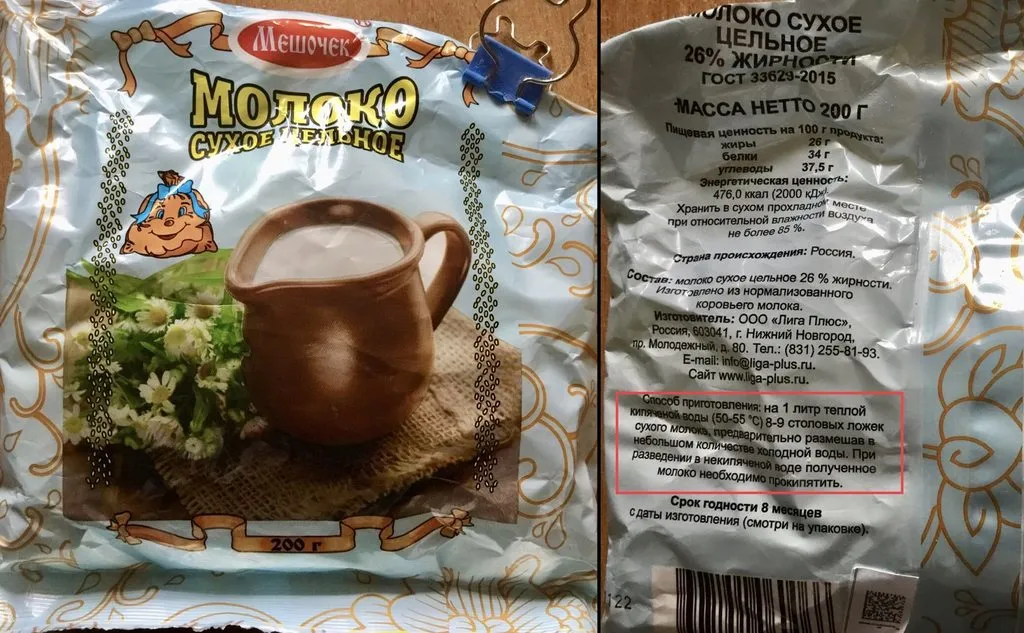 Мешочек
МОЛОКО
СУХОЕ ЦЕЛЬНОЕ
200 г
МОЛОКО СУХОЕ
ЦЕЛЬНОЕ
26% ЖИРНОСТИ
ГОСТ 33629-2015
МАССА НЕТТО 200 Г
Пищевая ценность на 100 г продукта:
жиры 26 г
белки 34 г
углеводы 37,5 г
Энергетическая ценность:
476,0 ккал (2000 кДж)
Хранить в сухом прохладном месте
при относительной влажности воздуха
не более 85 %.
Страна происхождения: Россия.
Состав: молоко сухое цельное 26 % жирности.
Изготовлено из нормализованного
коровьего молока.
Изготовитель: ООО «Лига Плюс»,
Россия, 603041, г. Нижний Новгород,
пр. Молодежный, д. 80. Тел.: (831) 255-81-93.
E-mail: info@liga-plus.ru.
Сайт www.liga-plus.ru.
Способ приготовления: на 1 литр теплой
кипяченой воды (50-55 °C) 8-9 столовых ложек
сухого молока, предварительно размешав в
небольшом количестве холодной воды. При
разведении в некипяченой воде полученное
молоко необходимо прокипятить.
Срок годности 8 месяцев
с даты изготовления (смотри на упаковке).
122